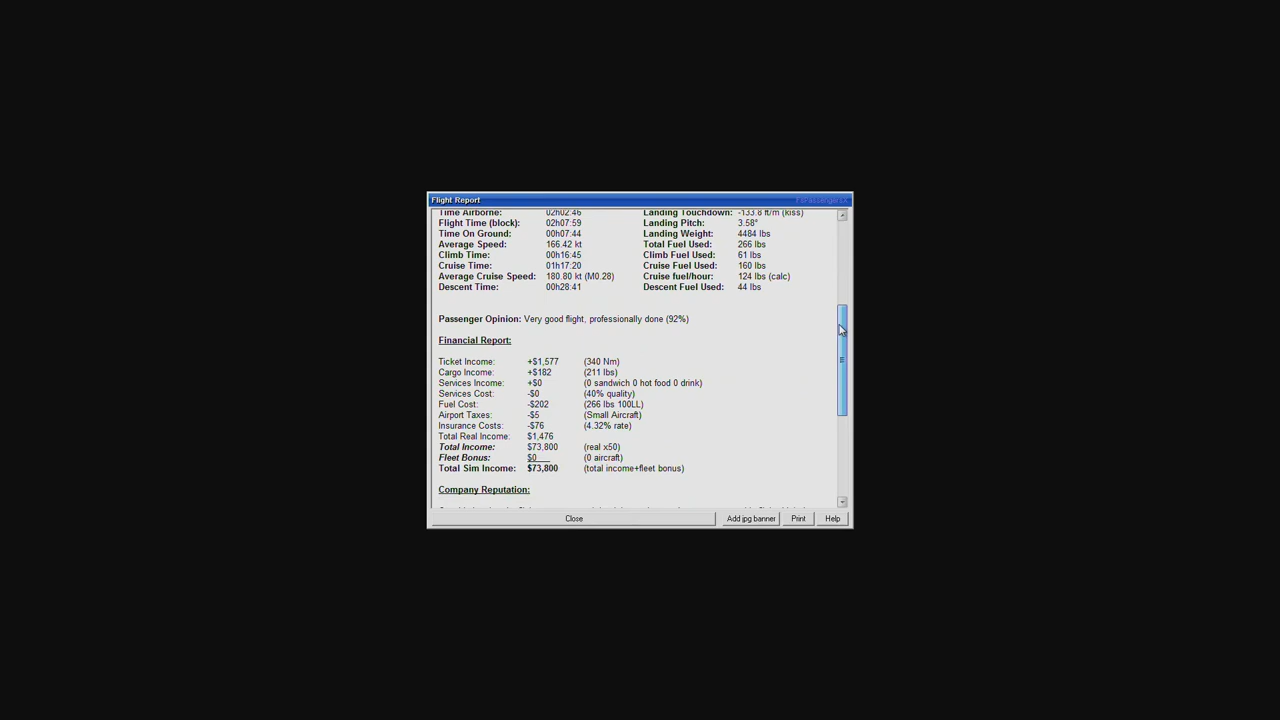 Flight Report FsPassengersX
Time Airborne: 02h02:46 Landing Touchdown: -133.8 ft/m (kiss)
Flight Time (block): 02h07:59 Landing Pitch: 3.58°
Time On Ground: 00h07:44 Landing Weight: 4484 lbs
Average Speed: 166.42 kt Total Fuel Used: 266 lbs
Climb Time: 00h16:45 Climb Fuel Used: 61 lbs
Cruise Time: 01h17:20 Cruise Fuel Used: 160 lbs
Average Cruise Speed: 180.80 kt (M0.28) Cruise fuel/hour: 124 lbs (calc)
Descent Time: 00h28:41 Descent Fuel Used: 44 lbs
Passenger Opinion: Very good flight, professionally done (92%)
Financial Report:
Ticket Income: +$1,577 (340 Nm)
Cargo Income: +$182 (211 lbs)
Services Income: +$0 (0 sandwich 0 hot food 0 drink)
Services Cost: -$0 (40% quality)
Fuel Cost: -$202 (266 lbs 100LL)
Airport Taxes: -$5 (Small Aircraft)
Insurance Costs: -$76 (4.32% rate)
Total Real Income: $1,476
Total Income: $73,800 (real x50)
Fleet Bonus: $0 (0 aircraft)
Total Sim Income: $73,800 (total income+fleet bonus)
Company Reputation:
Close Add jpg banner Print Help